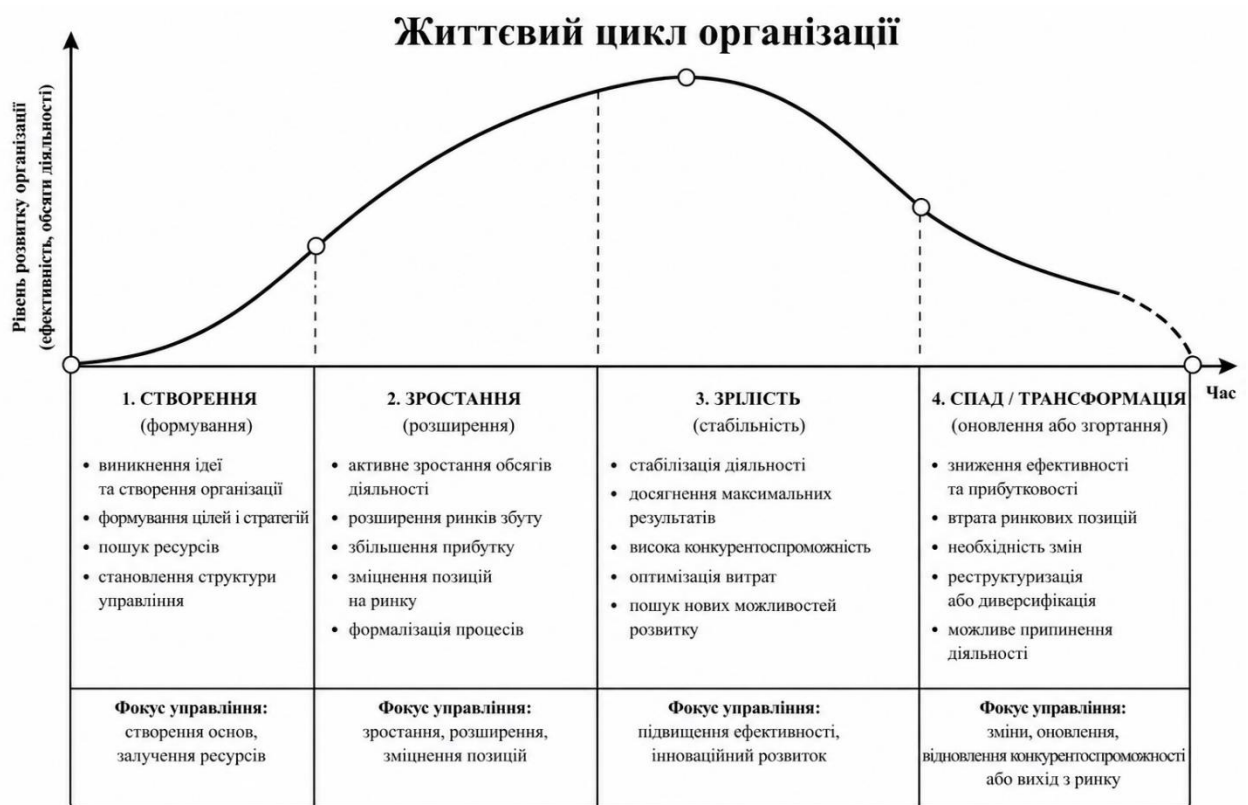 Життєвий цикл організації
Рівень розвитку організації
(ефективність, обсяги діяльності)
Час
1. СТВОРЕННЯ
(формування)
• виникнення ідеї
та створення організації
• формування цілей і стратегій
• пошук ресурсів
• становлення структури
управління
Фокус управління:
створення основ,
залучення ресурсів
2. ЗРОСТАННЯ
(розширення)
• активне зростання обсягів
діяльності
• розширення ринків збуту
• збільшення прибутку
• зміцнення позицій
на ринку
• формалізація процесів
Фокус управління:
зростання, розширення,
зміцнення позицій
3. ЗРІЛІСТЬ
(стабільність)
• стабілізація діяльності
• досягнення максимальних
результатів
• висока конкурентоспроможність
• оптимізація витрат
• пошук нових можливостей
розвитку
Фокус управління:
підвищення ефективності,
інноваційний розвиток
4. СПАД / ТРАНСФОРМАЦІЯ
(оновлення або згортання)
• зниження ефективності
та прибутковості
• втрата ринкових позицій
• необхідність змін
• реструктуризація
або диверсифікація
• можливе припинення
діяльності
Фокус управління:
зміни, оновлення,
відновлення конкурентоспроможності
або вихід з ринку